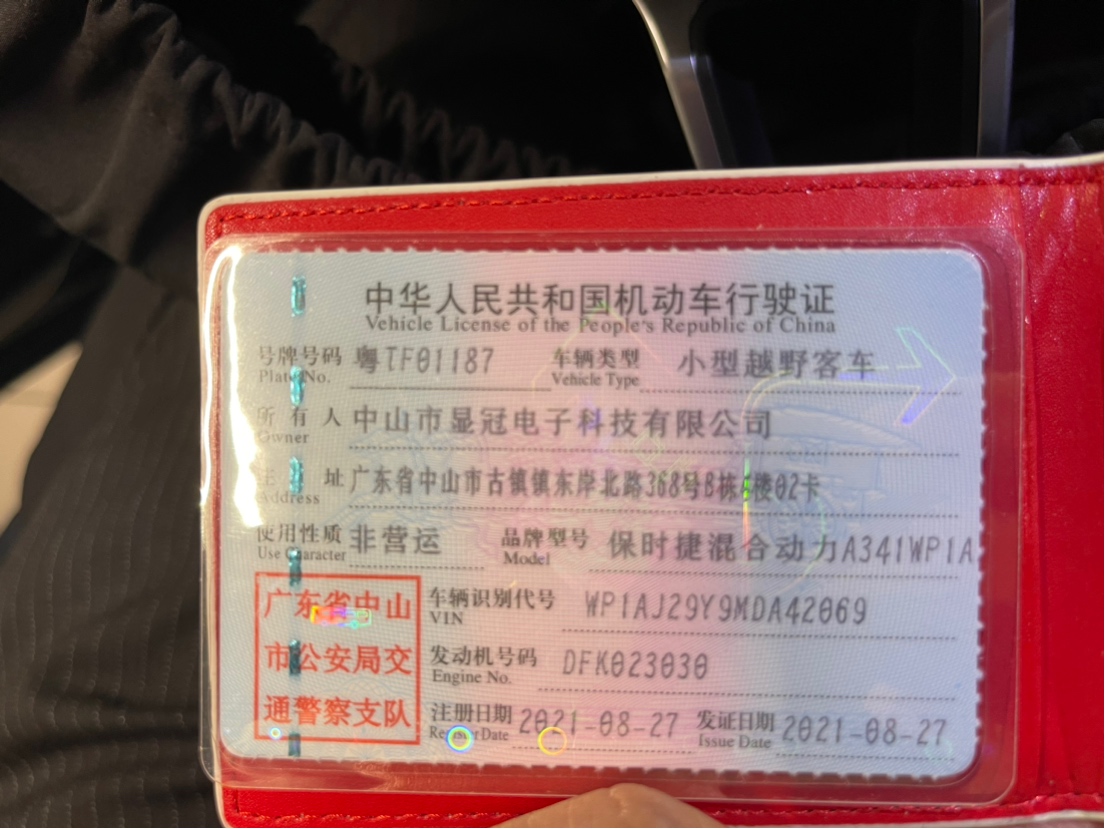 中华人民共和国机动车行驶证
Vehicle License of the People's Republic of China
号牌号码 粤TF01187 车辆类型 小型越野客车
Plate No. Vehicle Type
所有人 中山市显冠电子科技有限公司
Owner
住址 广东省中山市古镇镇东岸北路368号B栋 楼02卡
Address
使用性质 非营运 品牌型号 保时捷混合动力A341WP1A
Use Character Model
广东省中山
市公安局交
通警察支队
车辆识别代号 WP1AJ29Y9MDA42069
VIN
发动机号码 DFK023030
Engine No.
注册日期 2021-08-27 发证日期 2021-08-27
Register Date Issue Date